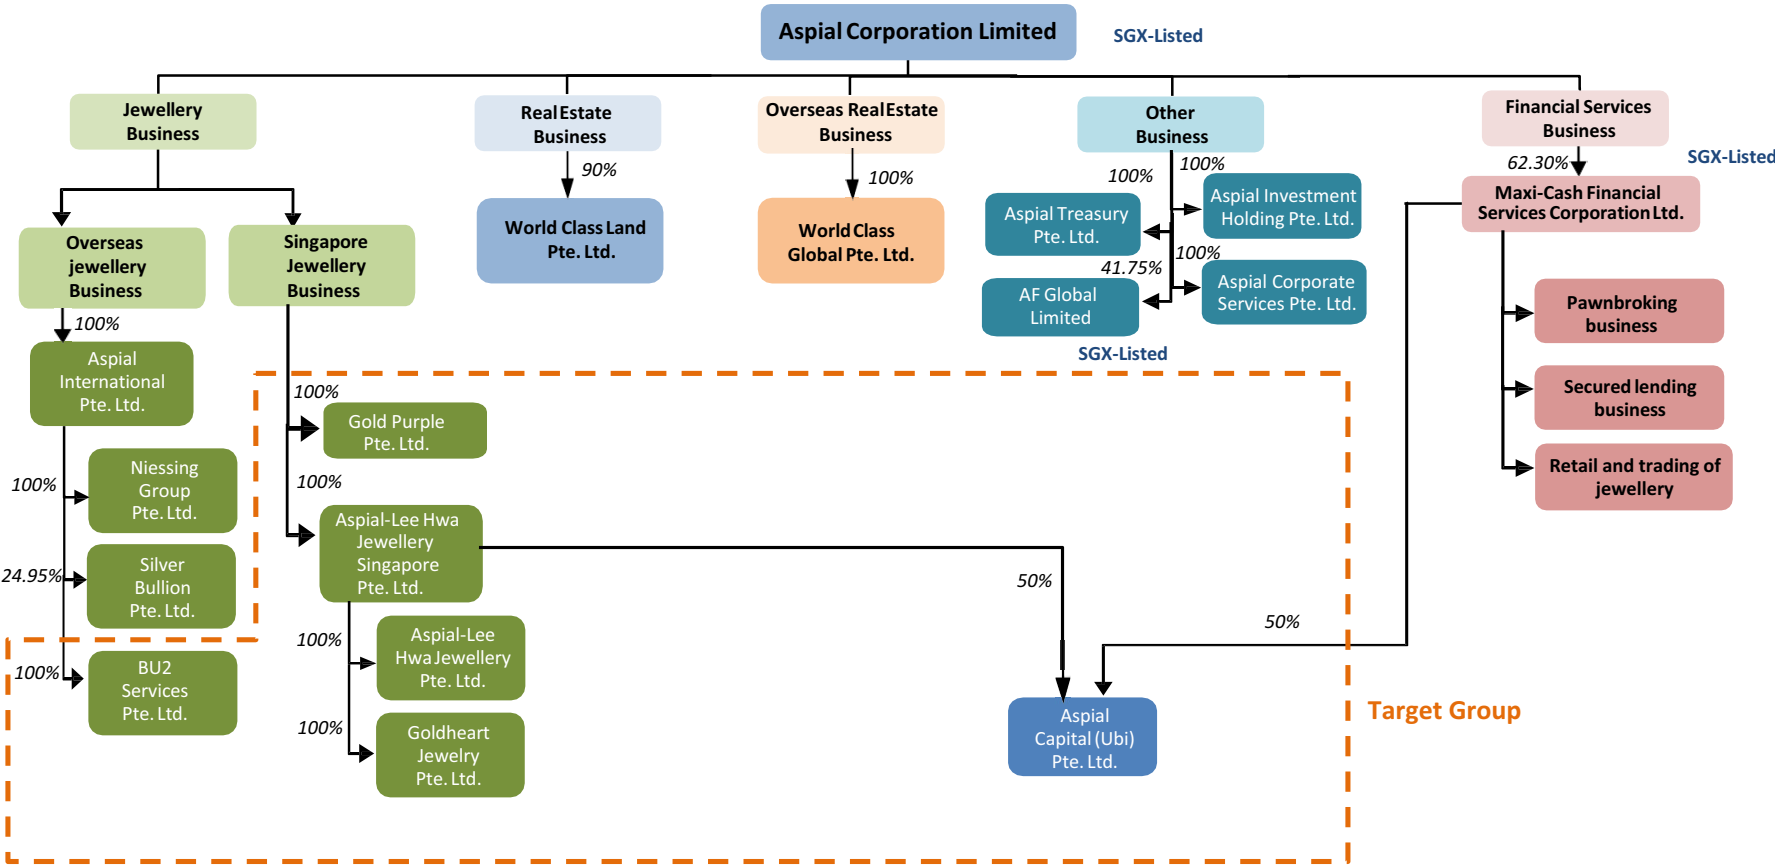 Aspial Corporation Limited
SGX-Listed
Jewellery
Business
Real Estate
Business
Overseas Real Estate
Business
Other
Business
Financial Services
Business
90%
100%
100%
100%
62.30%
SGX-Listed
Overseas
jewellery
Business
Singapore
Jewellery
Business
World Class Land
Pte. Ltd.
World Class
Global Pte. Ltd.
Aspial Treasury
Pte. Ltd.
Aspial Investment
Holding Pte. Ltd.
Maxi-Cash Financial
Services Corporation Ltd.
41.75%
100%
AF Global
Limited
Aspial Corporate
Services Pte. Ltd.
SGX-Listed
Pawnbroking
business
Secured lending
business
Retail and trading of
jewellery
100%
Aspial
International
Pte. Ltd.
100%
Gold Purple
Pte. Ltd.
100%
Niessing
Group
Pte. Ltd.
100%
Aspial-Lee Hwa
Jewellery
Singapore
Pte. Ltd.
24.95%
Silver
Bullion
Pte. Ltd.
50%
50%
100%
BU2
Services
Pte. Ltd.
100%
Aspial-Lee
Hwa Jewellery
Pte. Ltd.
100%
Goldheart
Jewelry
Pte. Ltd.
Aspial
Capital (Ubi)
Pte. Ltd.
Target Group